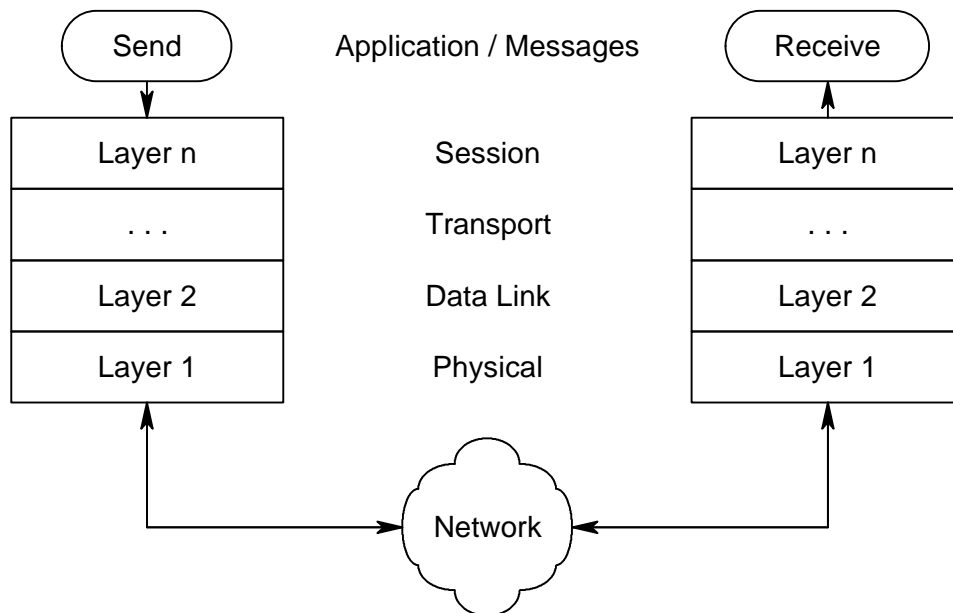 Send Application / Messages Receive
Layer n Session Layer n
. . . Transport . . .
Layer 2 Data Link Layer 2
Layer 1 Physical Layer 1
Network